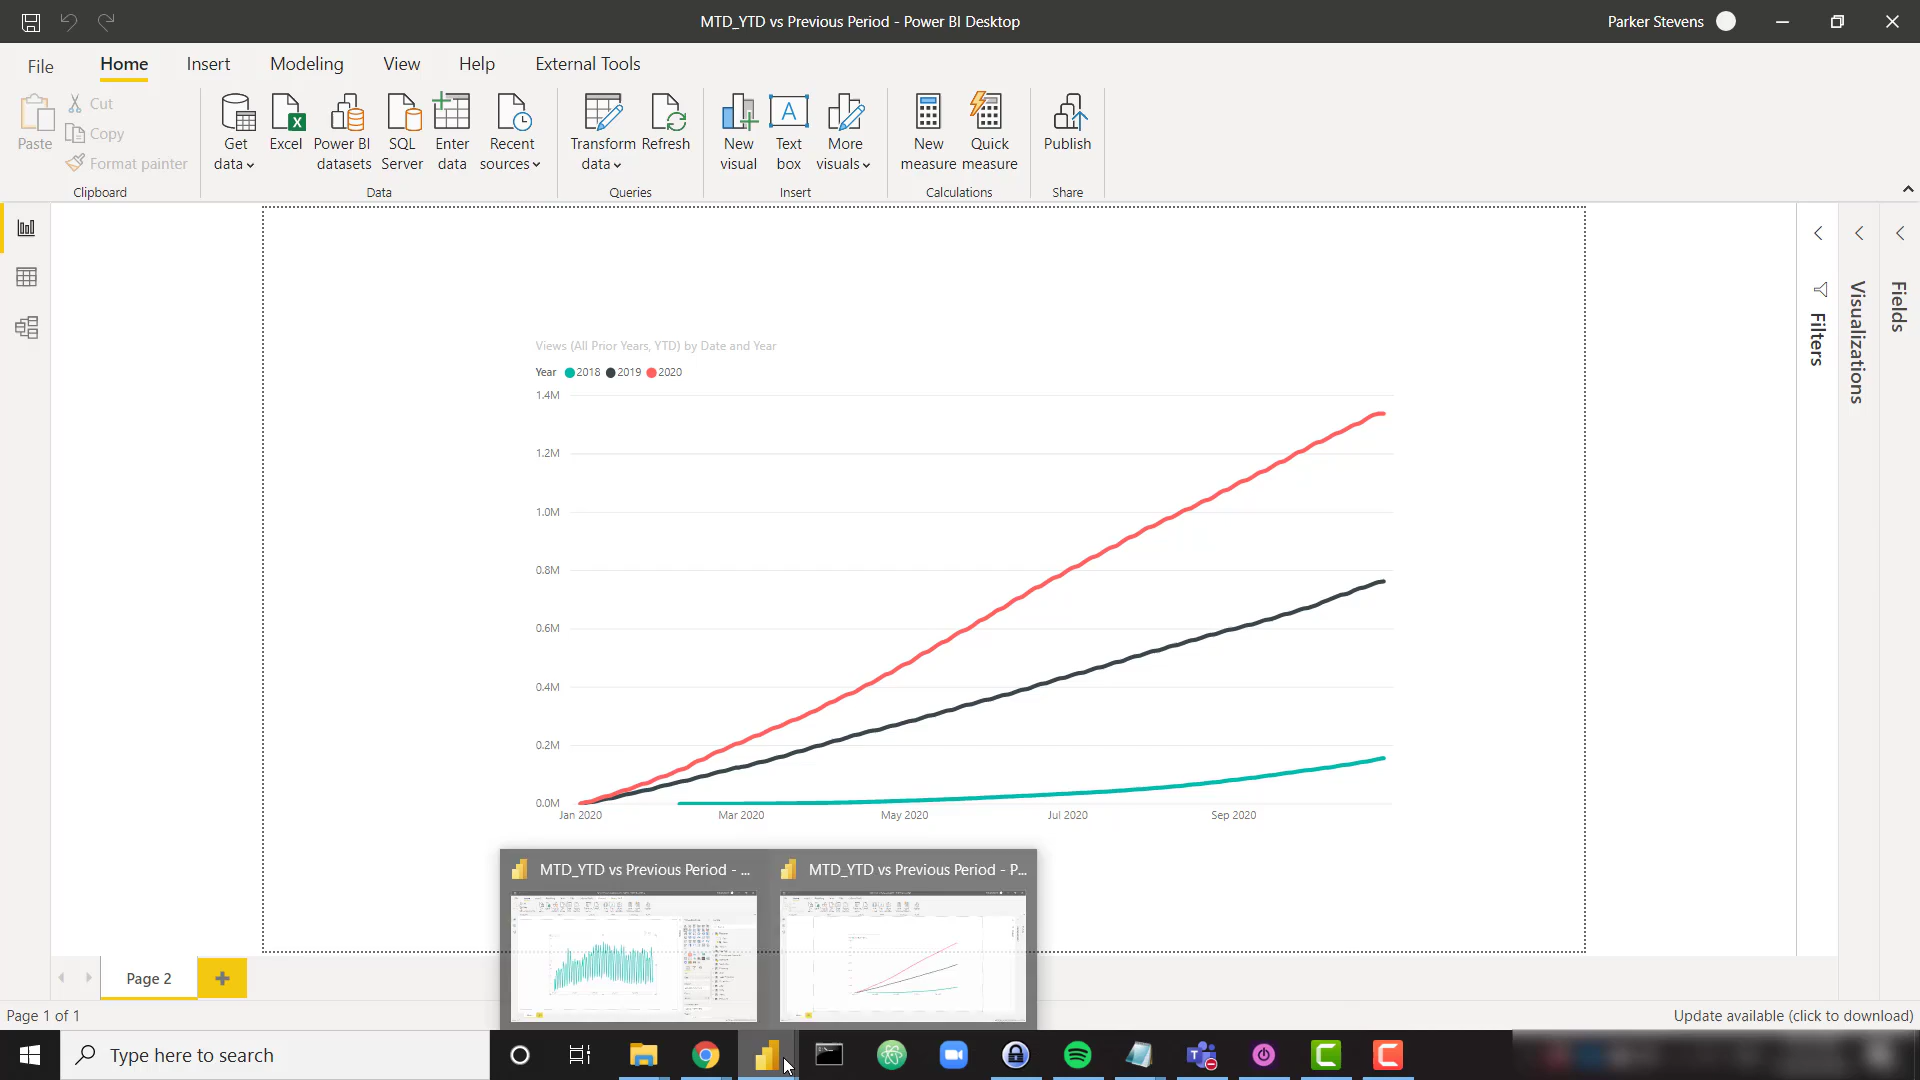 MTD_YTD vs Previous Period - Power BI Desktop
Parker Stevens
File
Home
Insert
Modeling
View
Help
External Tools
Paste
Cut
Copy
Format painter
Clipboard
Get data
Excel
Power BI datasets
SQL Server
Enter data
Recent sources
Data
Transform data
Refresh
Queries
New visual
Text box
More visuals
Insert
New measure
Quick measure
Calculations
Publish
Share
Filters
Visualizations
Fields
Views (All Prior Years, YTD) by Date and Year
Year 2018 2019 2020
1.4M
1.2M
1.0M
0.8M
0.6M
0.4M
0.2M
0.0M
Jan 2020
Mar 2020
May 2020
Jul 2020
Sep 2020
MTD_YTD vs Previous Period - ...
MTD_YTD vs Previous Period - P...
Page 2
Page 1 of 1
Update available (click to download)
Type here to search